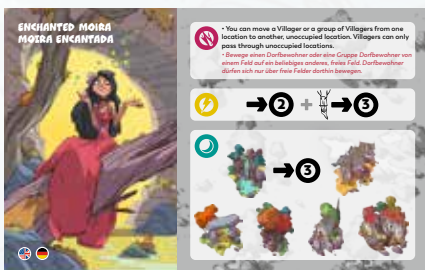 ENCHANTED MOIRA
MOIRA ENCANTADA
• You can move a Villager or a group of Villagers from one
location to another, unoccupied location. Villagers can only
pass through unoccupied locations.
• Bewege einen Dorfbewohner oder eine Gruppe Dorfbewohner von
einem Feld auf ein beliebiges anderes, freies Feld. Dorfbewohner
dürfen sich nur über freie Felder dorthin bewegen.
2 + 3
3